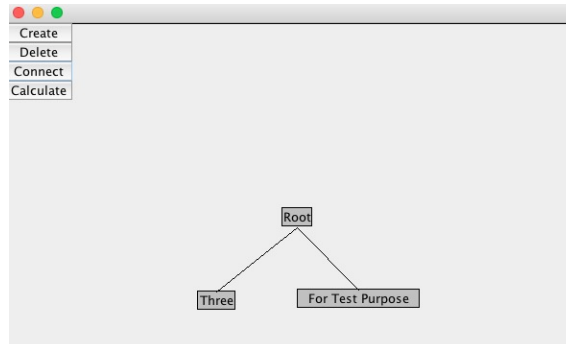 Create
Delete
Connect
Calculate
Root
Three
For Test Purpose